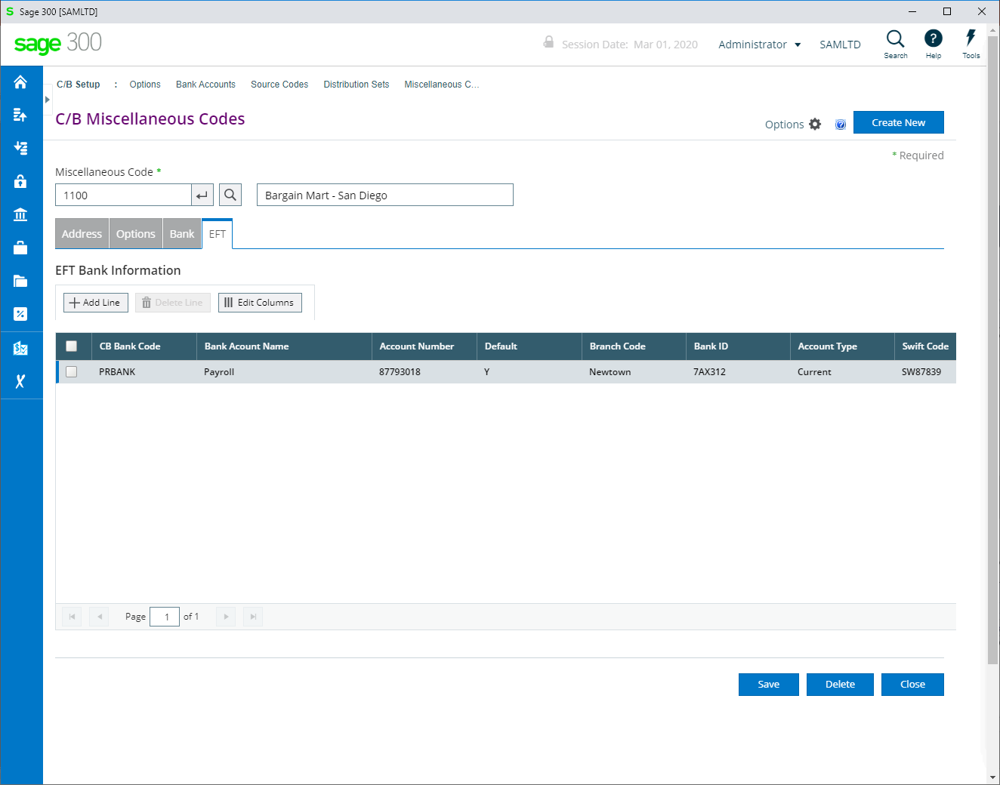 S Sage 300 [SAMLTD]
sage 300
Session Date: Mar 01, 2020 Administrator SAMLTD Search Help Tools
C/B Setup : Options Bank Accounts Source Codes Distribution Sets Miscellaneous C...
C/B Miscellaneous Codes
Options Create New
* Required
Miscellaneous Code *
1100 Bargain Mart - San Diego
Address Options Bank EFT
EFT Bank Information
Add Line Delete Line Edit Columns
CB Bank Code Bank Acount Name Account Number Default Branch Code Bank ID Account Type Swift Code
PRBANK Payroll 87793018 Y Newtown 7AX312 Current SW87839
Page 1 of 1
Save Delete Close